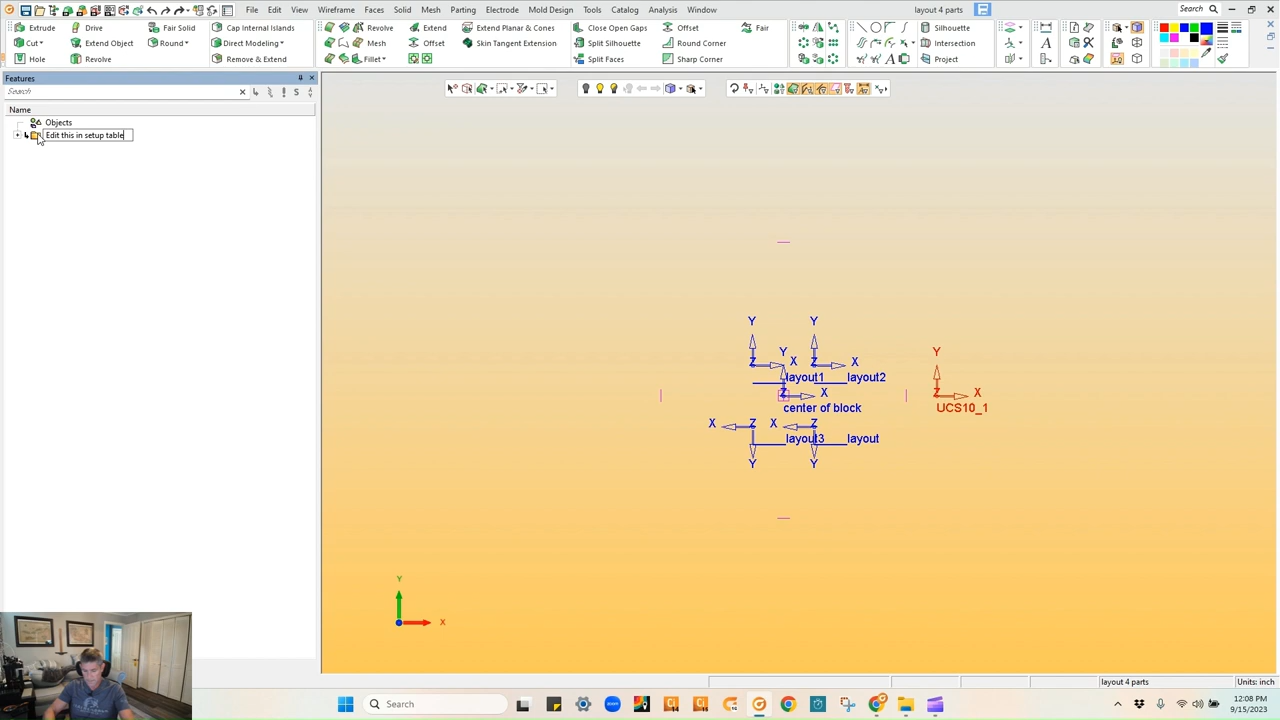 File Edit View Wireframe Faces Solid Mesh Parting Electrode Mold Design Tools Catalog Analysis Window layout 4 parts Search
Extrude Drive Fair Solid Cap Internal Islands Revolve Extend Extend Planar & Cones Close Open Gaps Offset Fair Silhouette
Cut Extend Object Round Direct Modeling Mesh Offset Skin Tangent Extension Split Silhouette Round Corner Intersection
Hole Revolve Remove & Extend Fillet Split Faces Sharp Corner Project
Features
Search
S
Name
Objects
Edit this in setup table
Y Y
Y
Z X Z X
layout1 layout2
Z X
center of block
X Z X Z
layout3 layout
Y Y
Y
Z X
UCS10_1
Y
X
layout 4 parts Units: inch
Search
12:08 PM
9/15/2023